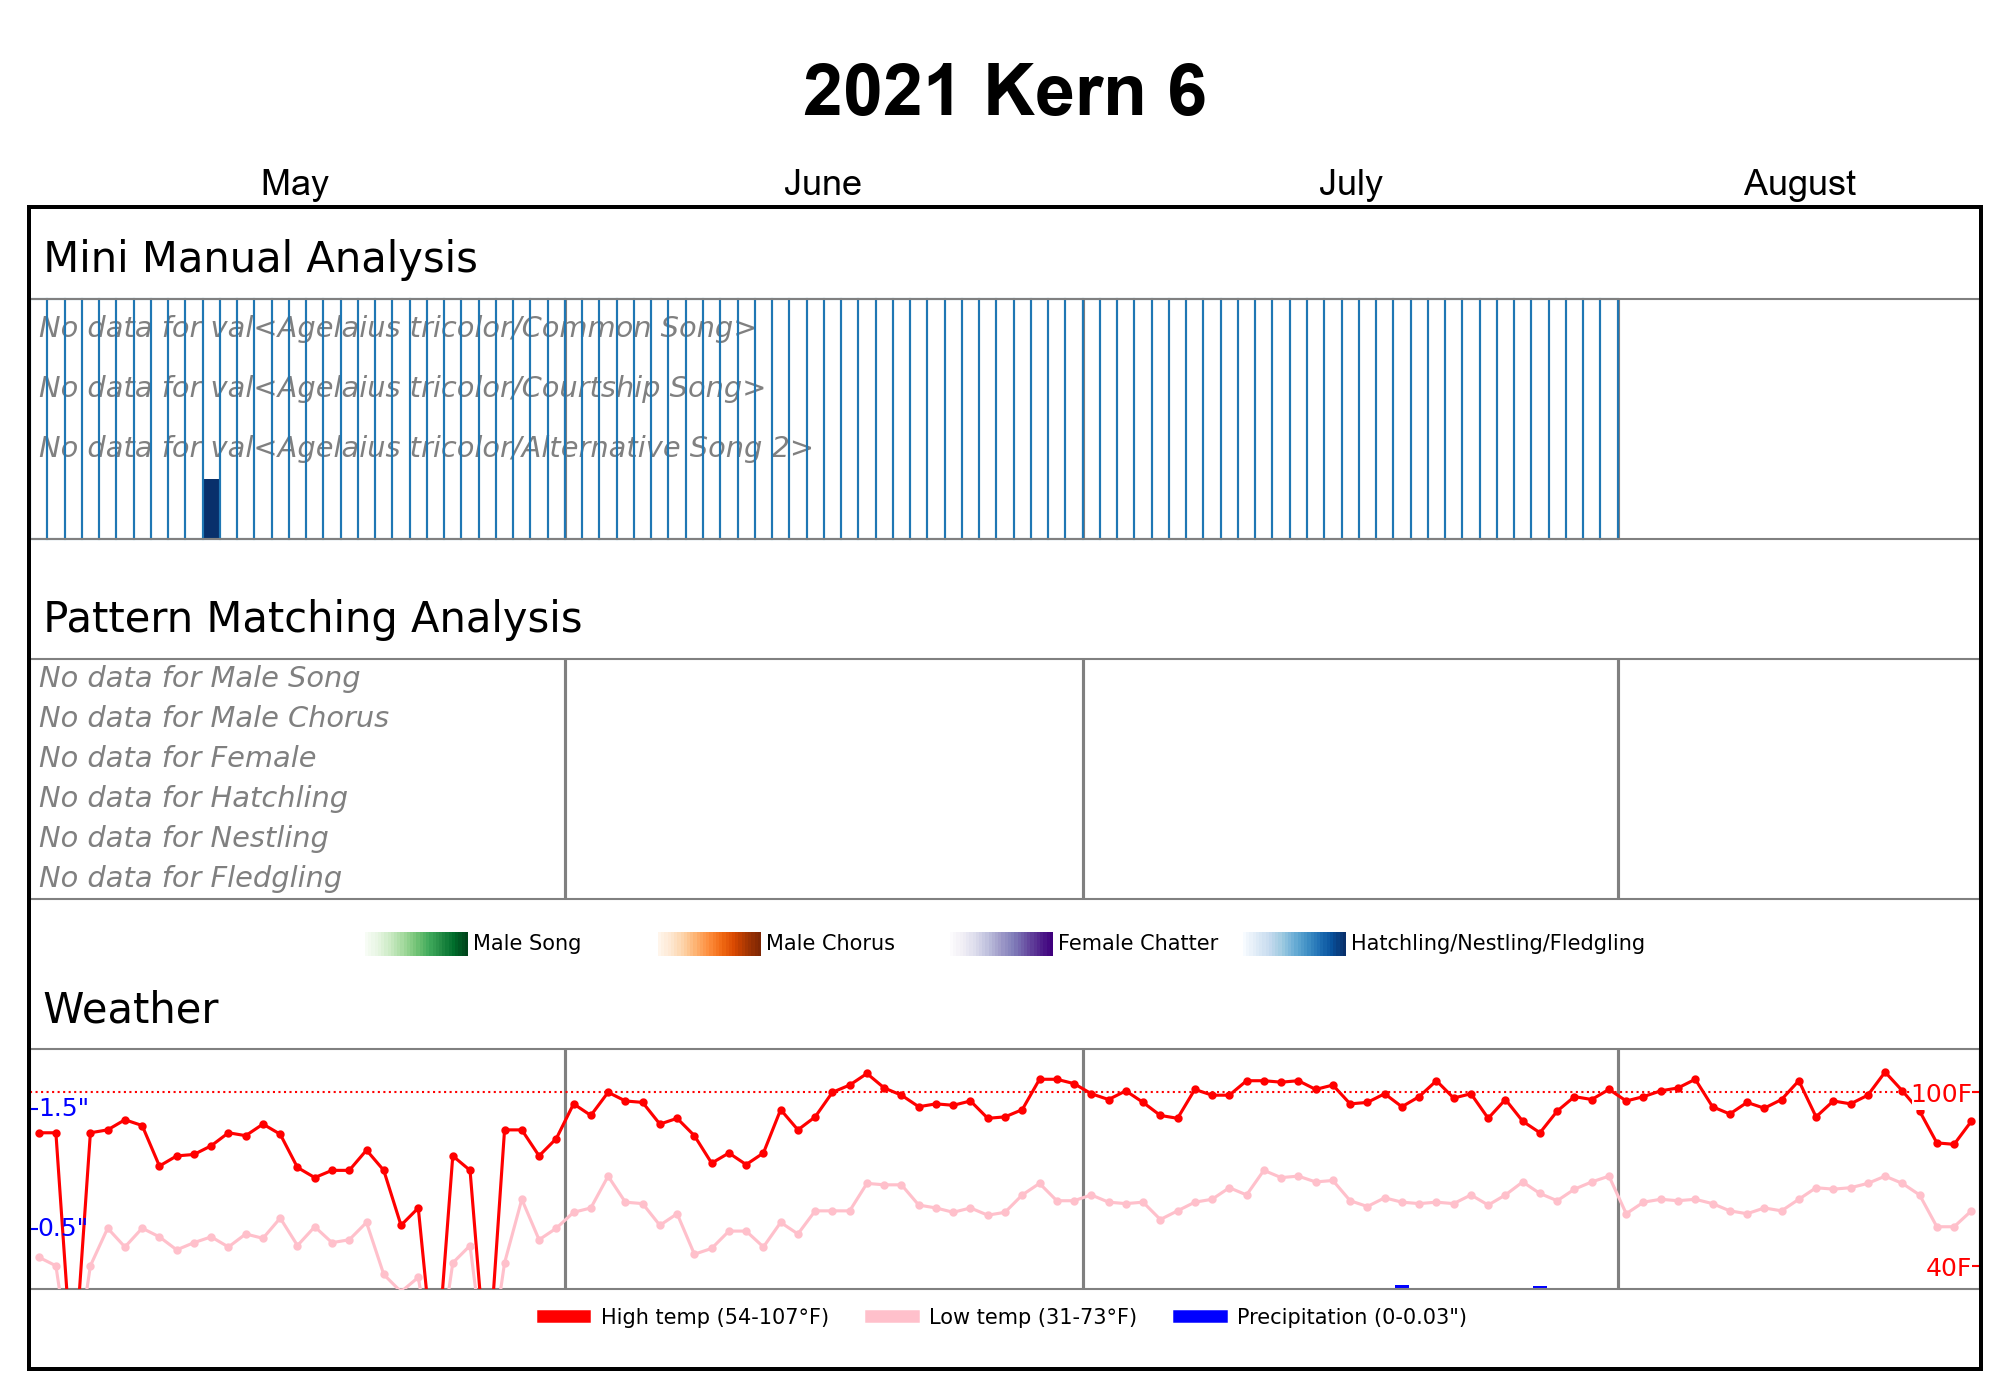 2021 Kern 6
May June July August
Mini Manual Analysis
No data for val<Agelaius tricolor/Common Song>
No data for val<Agelaius tricolor/Courtship Song>
No data for val<Agelaius tricolor/Alternative Song 2>
Pattern Matching Analysis
No data for Male Song
No data for Male Chorus
No data for Female
No data for Hatchling
No data for Nestling
No data for Fledgling
Male Song Male Chorus Female Chatter Hatchling/Nestling/Fledgling
Weather
1.5" 100F
0.5" 40F
High temp (54-107°F) Low temp (31-73°F) Precipitation (0-0.03")